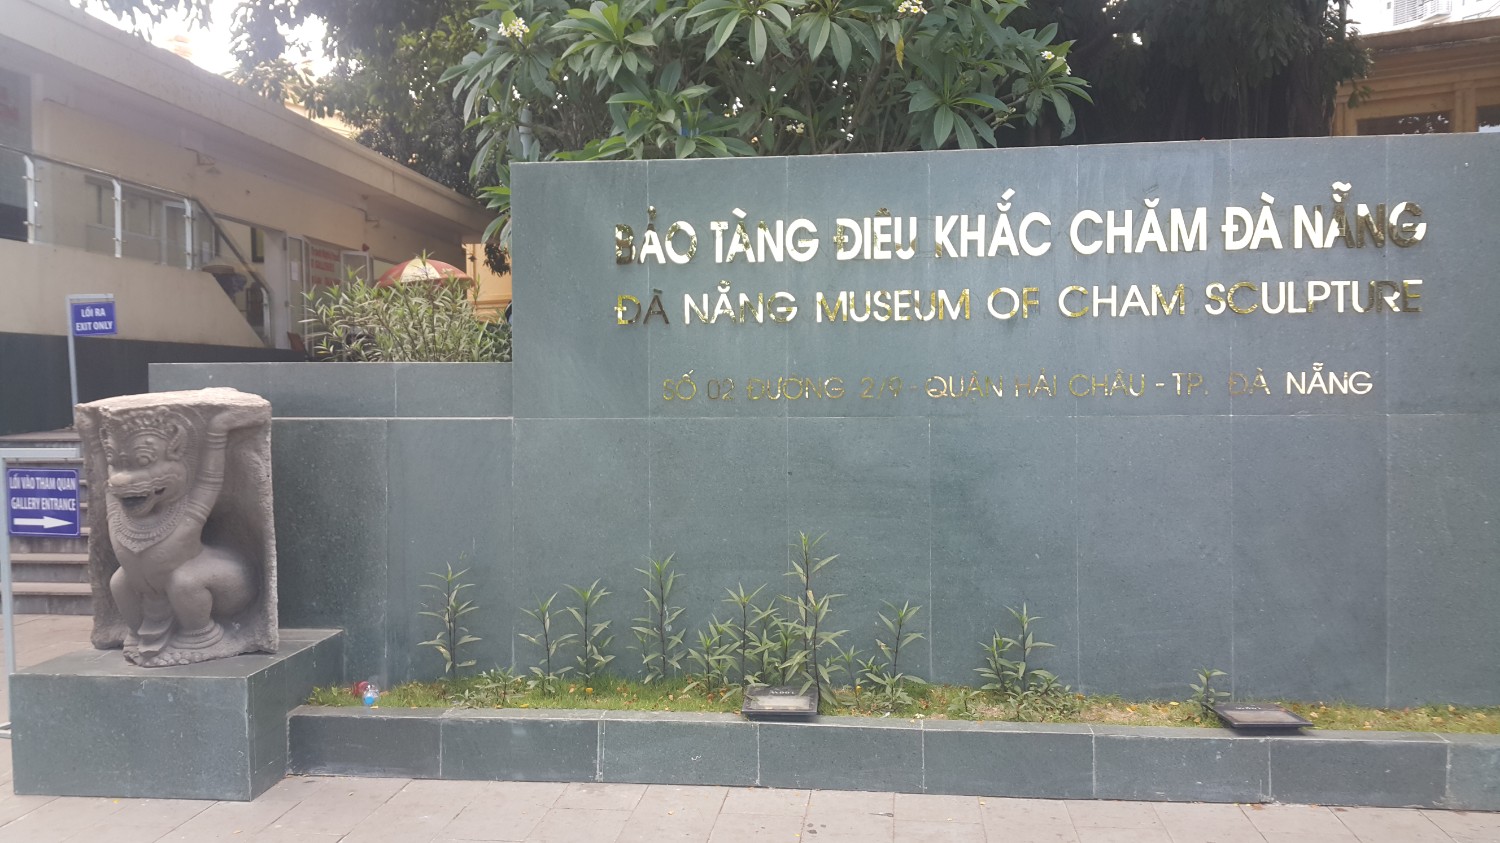 BẢO TÀNG ĐIÊU KHẮC CHĂM ĐÀ NẴNG
ĐÀ NẴNG MUSEUM OF CHAM SCULPTURE
SỐ 02 ĐƯỜNG 2/9 - QUẬN HẢI CHÂU - TP. ĐÀ NẴNG
LỐI RA
EXIT ONLY
LỐI VÀO THAM QUAN
GALLERY ENTRANCE